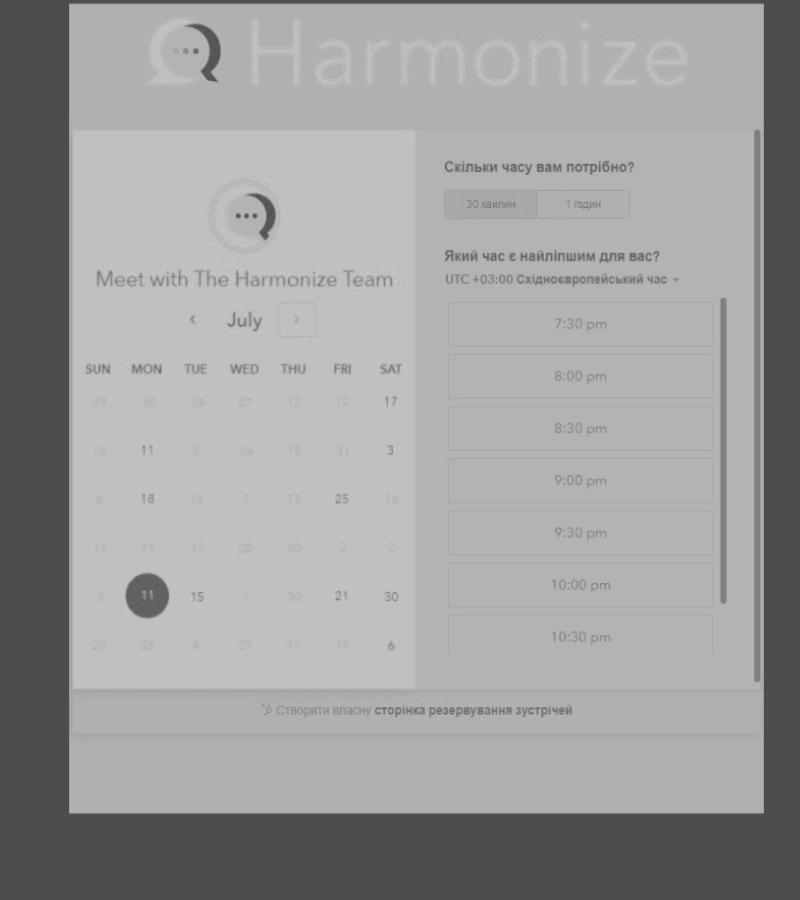 Harmonize
Meet with The Harmonize Team
July
SUN MON TUE WED THU FRI SAT
29 30 24 27 12 12 17
18 11 5 24 15 31 3
6 18 16 7 13 25 16
17 21 17 28 30 2 2
3 11 15 1 30 21 30
20 26 4 27 11 15 6
Скільки часу вам потрібно?
30 хвилин 1 годин
Який час є найліпшим для вас?
UTC +03:00 Східноєвропейський час
7:30 pm
8:00 pm
8:30 pm
9:00 pm
9:30 pm
10:00 pm
10:30 pm
Створити власну сторінка резервування зустрічей